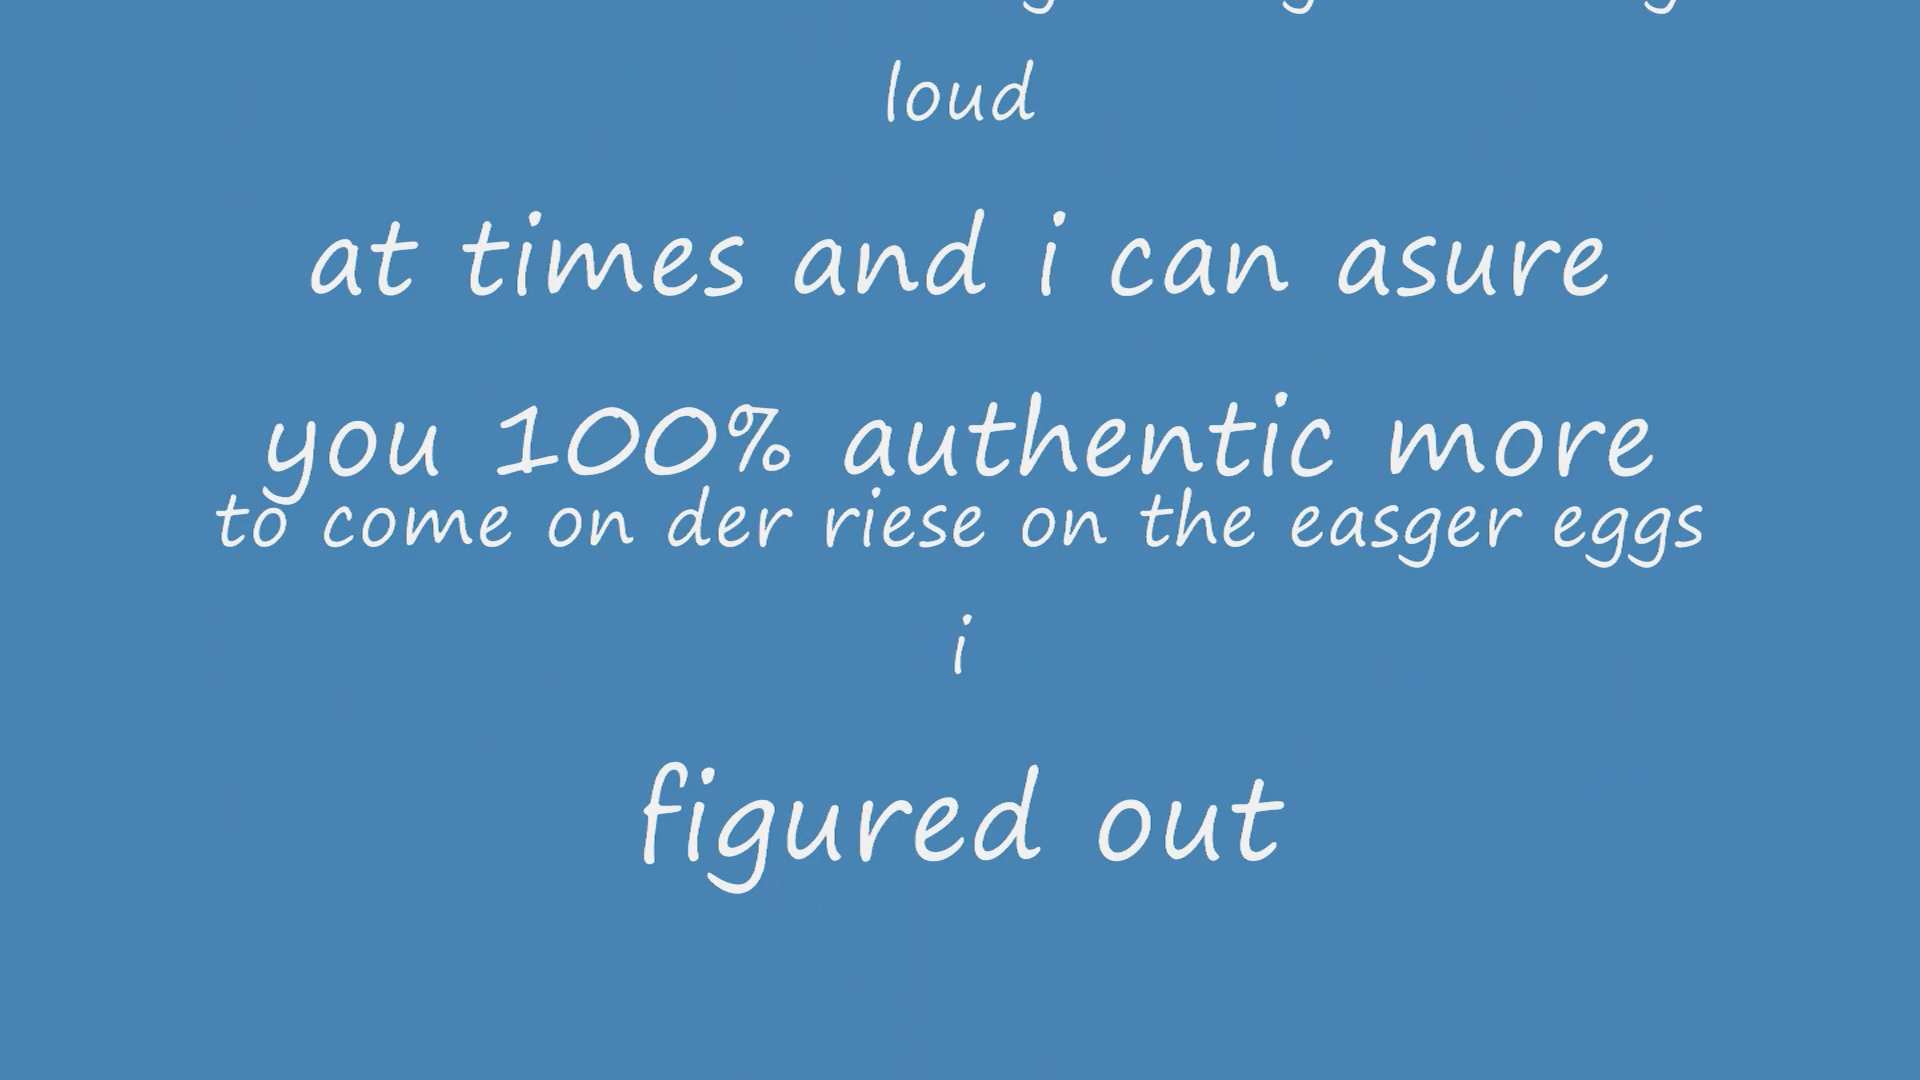 loud
at times and i can asure
you 100% authentic more
to come on der riese on the easger eggs
i
figured out